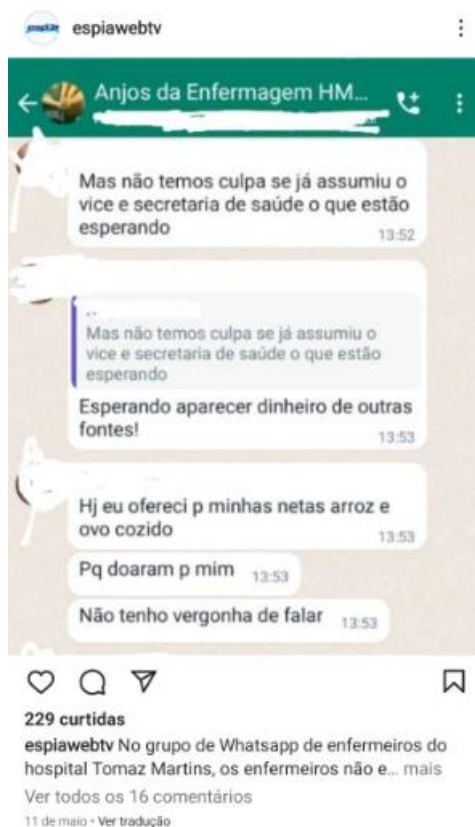 espiawebtv
Anjos da Enfermagem HM...
Mas não temos culpa se já assumiu o
vice e secretaria de saúde o que estão
esperando
13:52
Mas não temos culpa se já assumiu o
vice e secretaria de saúde o que estão
esperando
Esperando aparecer dinheiro de outras
fontes!
13:53
Hj eu ofereci p minhas netas arroz e
ovo cozido
13:53
Pq doaram p mim 13:53
Não tenho vergonha de falar 13:53
229 curtidas
espiawebtv No grupo de Whatsapp de enfermeiros do
hospital Tomaz Martins, os enfermeiros não e... mais
Ver todos os 16 comentários
11 de maio • Ver tradução